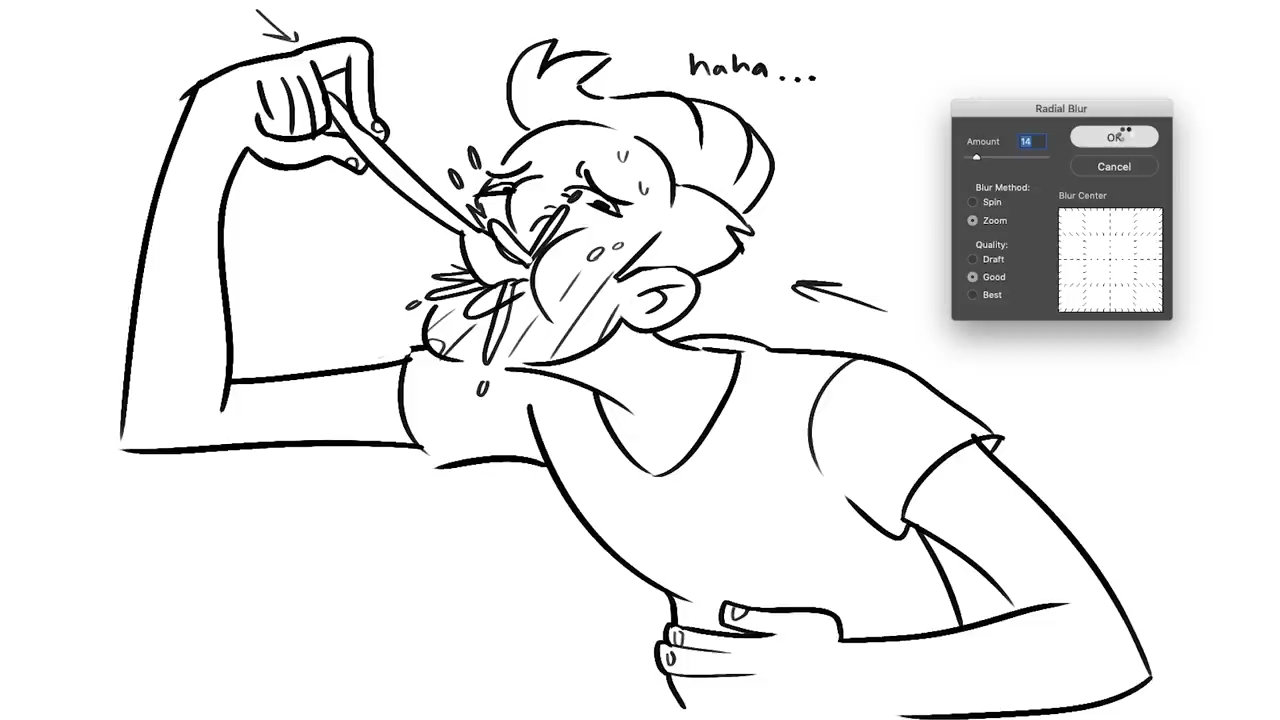 haha...
Radial Blur
Amount 14
OK
Cancel
Blur Method:
Spin
Zoom
Quality:
Draft
Good
Best
Blur Center